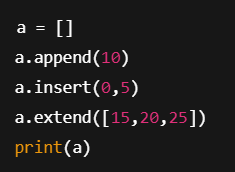 a = []
a.append(10)
a.insert(0,5)
a.extend([15,20,25])
print(a)